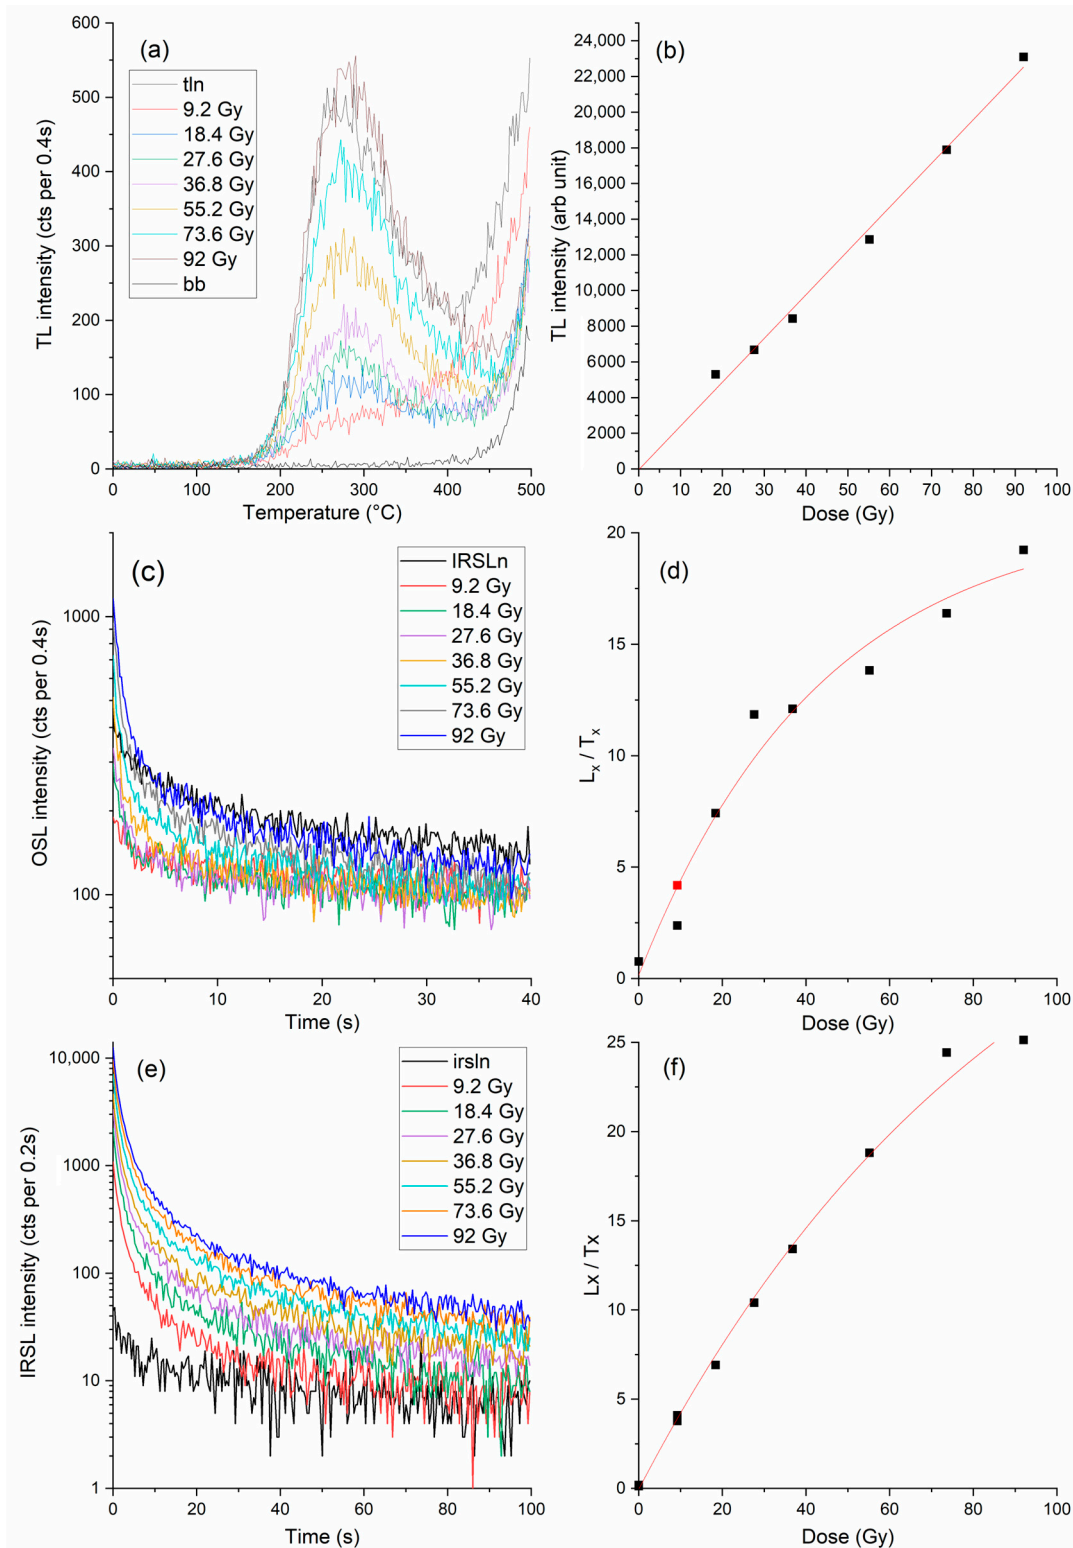 (a)
TL intensity (cts per 0.4s)
600
500
400
300
200
100
0
tln
9.2 Gy
18.4 Gy
27.6 Gy
36.8 Gy
55.2 Gy
73.6 Gy
92 Gy
bb
0 100 200 300 400 500
Temperature (°C)
(b)
TL intensity (arb unit)
24,000
22,000
20,000
18,000
16,000
14,000
12,000
10,000
8000
6000
4000
2000
0
0 10 20 30 40 50 60 70 80 90 100
Dose (Gy)
(c)
OSL intensity (cts per 0.4s)
1000
100
IRSLn
9.2 Gy
18.4 Gy
27.6 Gy
36.8 Gy
55.2 Gy
73.6 Gy
92 Gy
0 10 20 30 40
Time (s)
(d)
Lx / Tx
20
15
10
5
0
0 20 40 60 80 100
Dose (Gy)
(e)
IRSL intensity (cts per 0.2s)
10,000
1000
100
10
1
irsln
9.2 Gy
18.4 Gy
27.6 Gy
36.8 Gy
55.2 Gy
73.6 Gy
92 Gy
0 20 40 60 80 100
Time (s)
(f)
Lx / Tx
25
20
15
10
5
0
0 20 40 60 80 100
Dose (Gy)